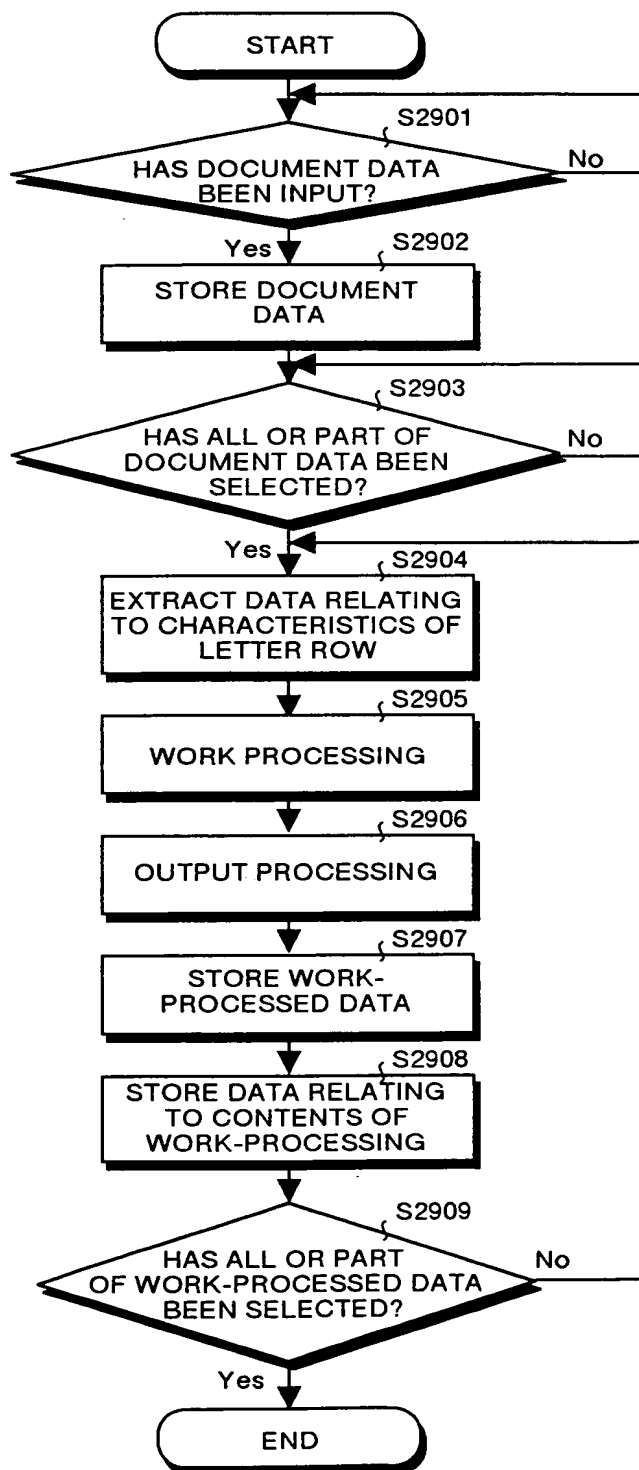 START
S2901
HAS DOCUMENT DATA
BEEN INPUT?
No
Yes
S2902
STORE DOCUMENT
DATA
S2903
HAS ALL OR PART OF
DOCUMENT DATA BEEN
SELECTED?
No
Yes
S2904
EXTRACT DATA RELATING
TO CHARACTERISTICS OF
LETTER ROW
S2905
WORK PROCESSING
S2906
OUTPUT PROCESSING
S2907
STORE WORK-
PROCESSED DATA
S2908
STORE DATA RELATING
TO CONTENTS OF
WORK-PROCESSING
S2909
HAS ALL OR PART
OF WORK-PROCESSED DATA
BEEN SELECTED?
No
Yes
END